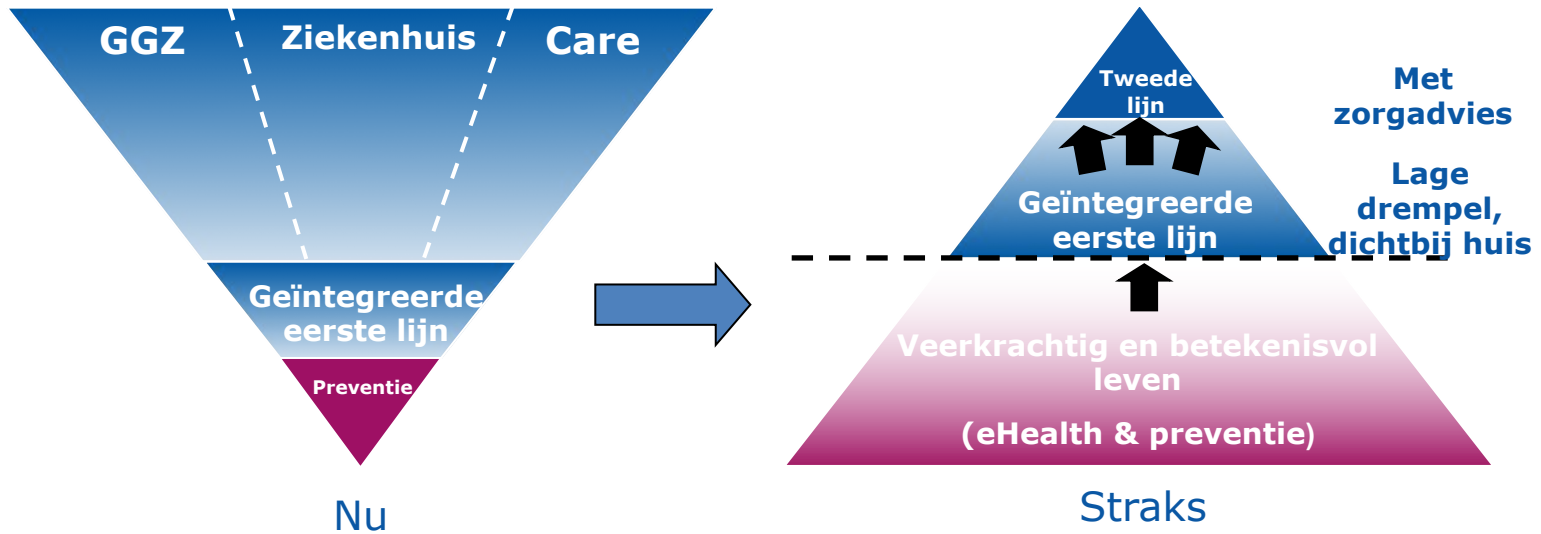 GGZ
Ziekenhuis
Care
Geïntegreerde
eerste lijn
Preventie
Nu
Tweede
lijn
Geïntegreerde
eerste lijn
Veerkrachtig en betekenisvol
leven
(eHealth & preventie)
Straks
Met
zorgadvies
Lage
drempel,
dichtbij huis